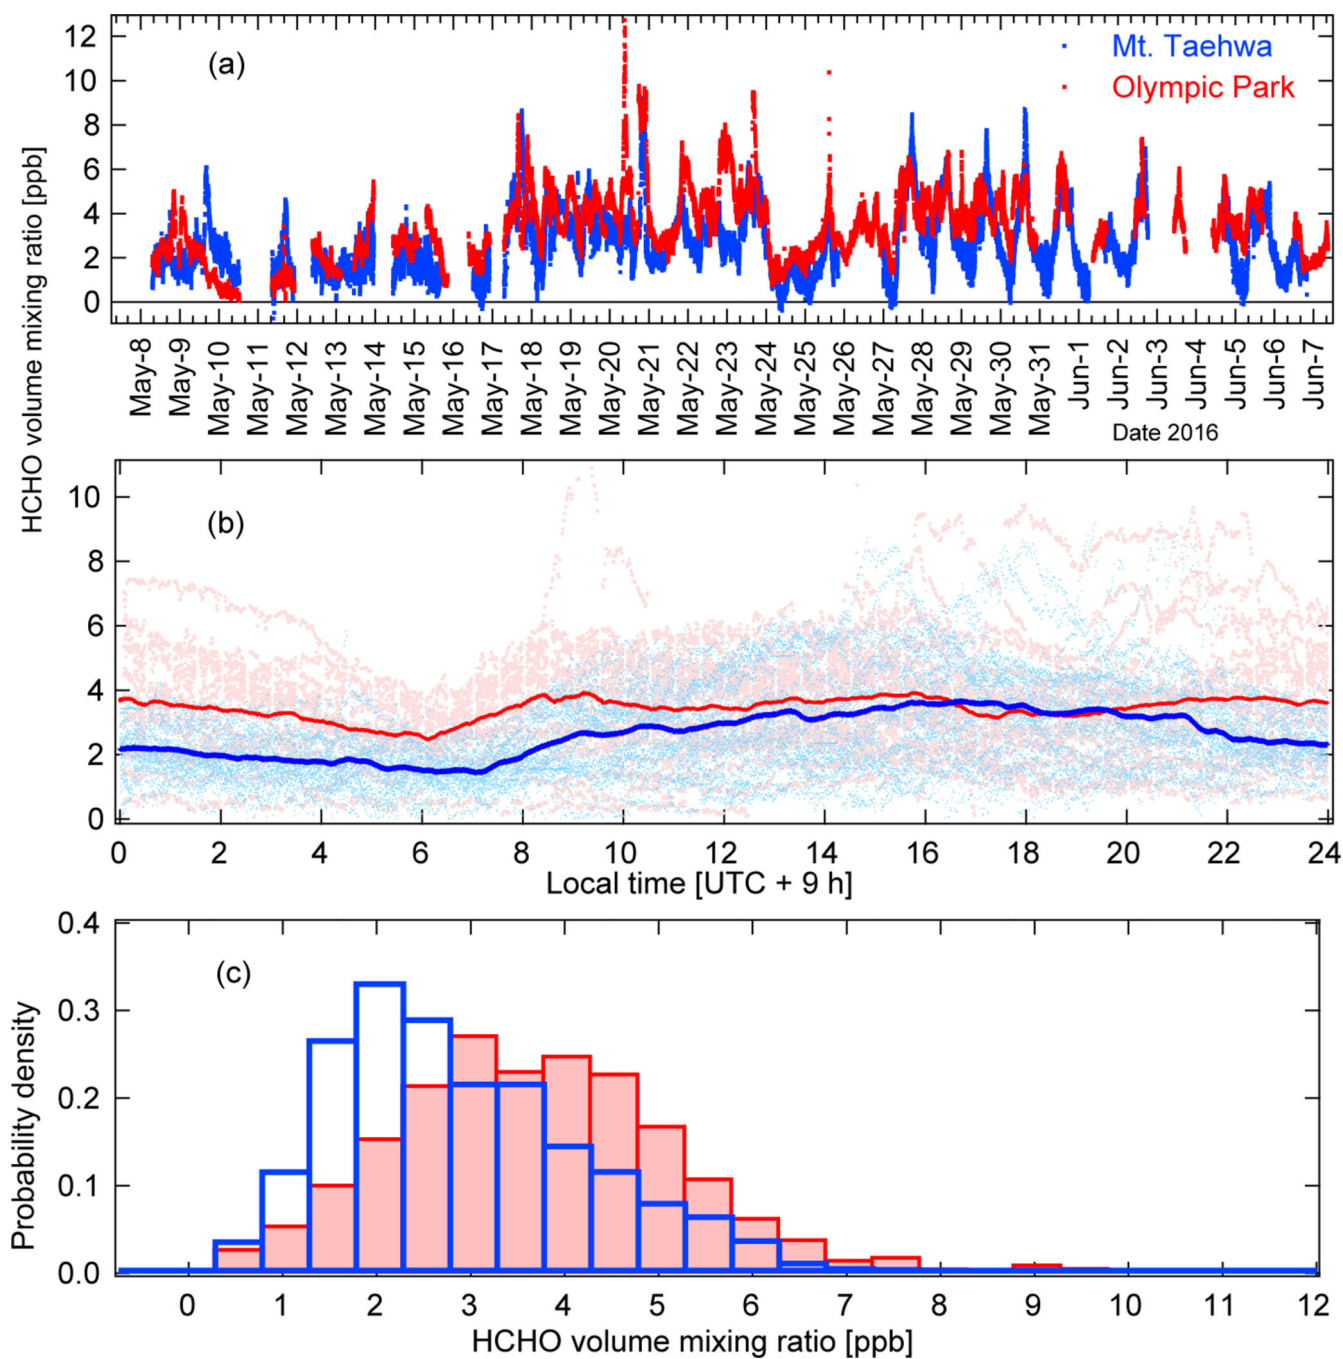 HCHO volume mixing ratio [ppb]
12
10
8
6
4
2
0
(a)
Mt. Taehwa
Olympic Park
May-8
May-9
May-10
May-11
May-12
May-13
May-14
May-15
May-16
May-17
May-18
May-19
May-20
May-21
May-22
May-23
May-24
May-25
May-26
May-27
May-28
May-29
May-30
May-31
Jun-1
Jun-2
Jun-3
Jun-4
Jun-5
Jun-6
Jun-7
Date 2016
10
8
6
4
2
0
(b)
0 2 4 6 8 10 12 14 16 18 20 22 24
Local time [UTC + 9 h]
Probability density
0.4
0.3
0.2
0.1
0.0
(c)
0 1 2 3 4 5 6 7 8 9 10 11 12
HCHO volume mixing ratio [ppb]